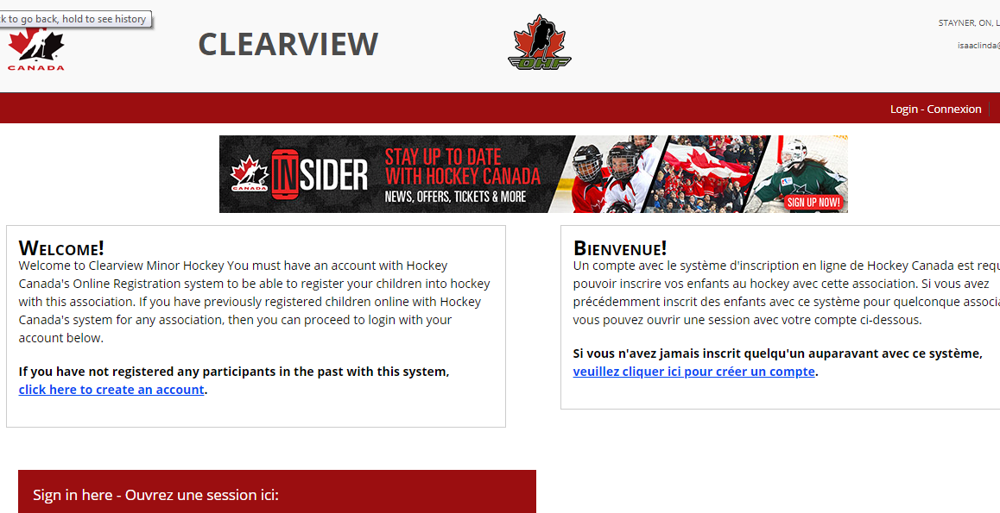 k to go back, hold to see history
CANADA
CLEARVIEW
OHF
STAYNER, ON, L
isaaclinda@
Login - Connexion
CANADA
INSIDER
STAY UP TO DATE
WITH HOCKEY CANADA
NEWS, OFFERS, TICKETS & MORE
SIGN UP NOW!
Welcome!
Welcome to Clearview Minor Hockey You must have an account with Hockey
Canada's Online Registration system to be able to register your children into hockey
with this association. If you have previously registered children online with Hockey
Canada's system for any association, then you can proceed to login with your
account below.
If you have not registered any participants in the past with this system,
click here to create an account.
Bienvenue!
Un compte avec le système d'inscription en ligne de Hockey Canada est requ
pouvoir inscrire vos enfants au hockey avec cette association. Si vous avez
précédemment inscrit des enfants avec ce système pour quelconque associa
vous pouvez ouvrir une session avec votre compte ci-dessous.
Si vous n'avez jamais inscrit quelqu'un auparavant avec ce système,
veuillez cliquer ici pour créer un compte.
Sign in here - Ouvrez une session ici: